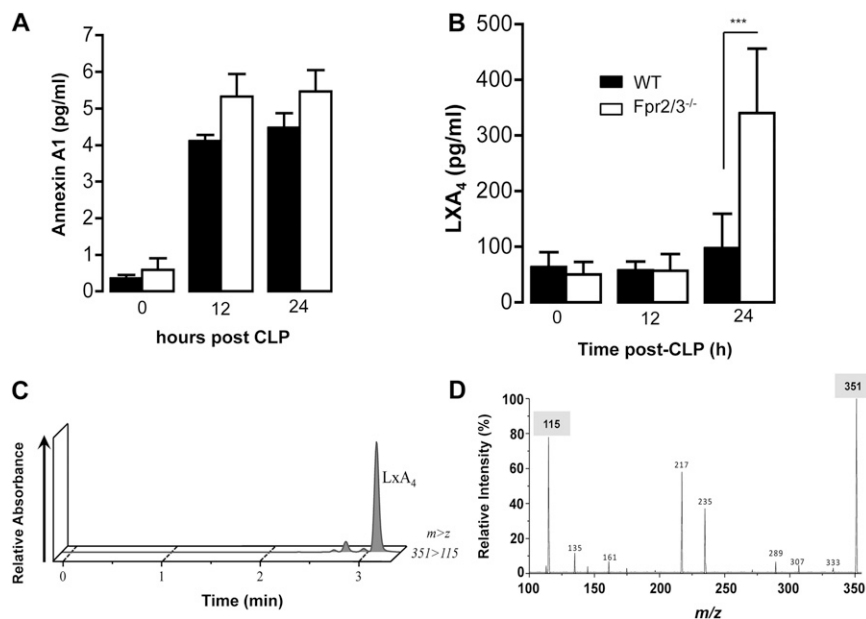 A
Annexin A1 (pg/ml)
7
6
5
4
3
2
1
0
0 12 24
hours post CLP
B
LXA4 (pg/ml)
500
400
300
200
100
0
***
WT
Fpr2/3-/-
0 12 24
Time post-CLP (h)
C
Relative Absorbance
LxA4
m>z
351>115
0 1 2 3
Time (min)
D
Relative Intensity (%)
100
80
60
40
20
0
115
135
161
217
235
289
307
333
351
100 150 200 250 300 350
m/z